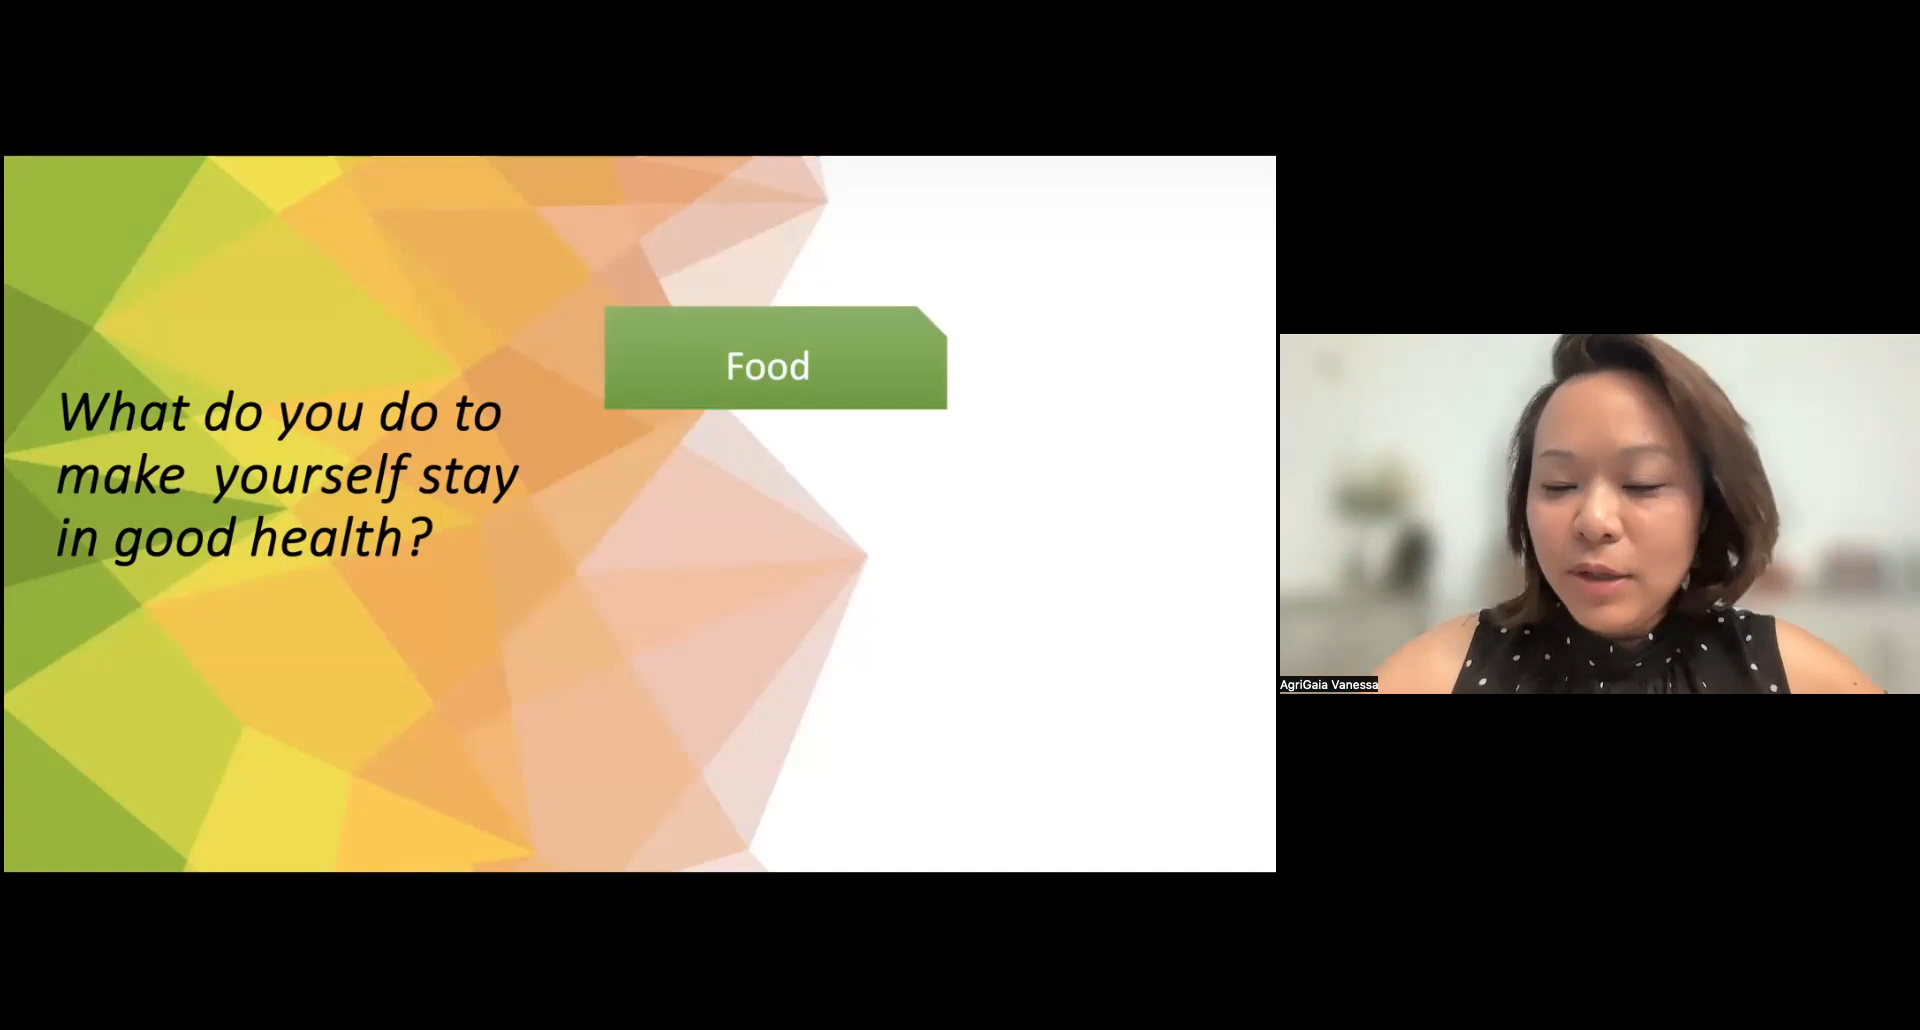 What do you do to
make  yourself stay
in good health?
Food
AgriGaia Vanessa